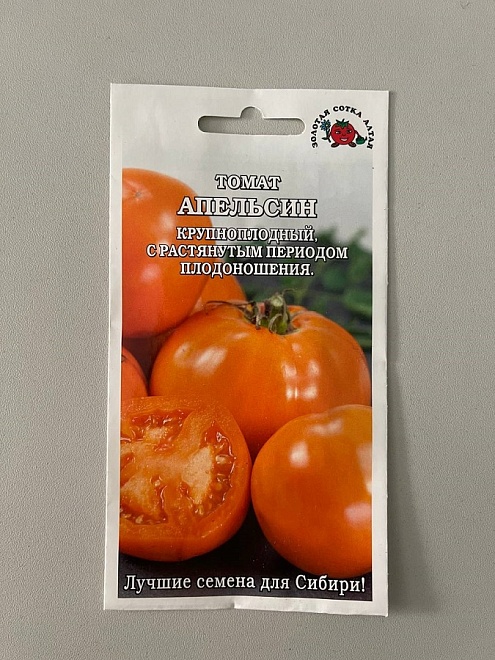 ЗОЛОТАЯ СОТКА АЛТАЯ
ТОМАТ
АПЕЛЬСИН
КРУПНОПЛОДНЫЙ,
С РАСТЯНУТЫМ ПЕРИОДОМ
ПЛОДОНОШЕНИЯ.
Лучшие семена для Сибири!